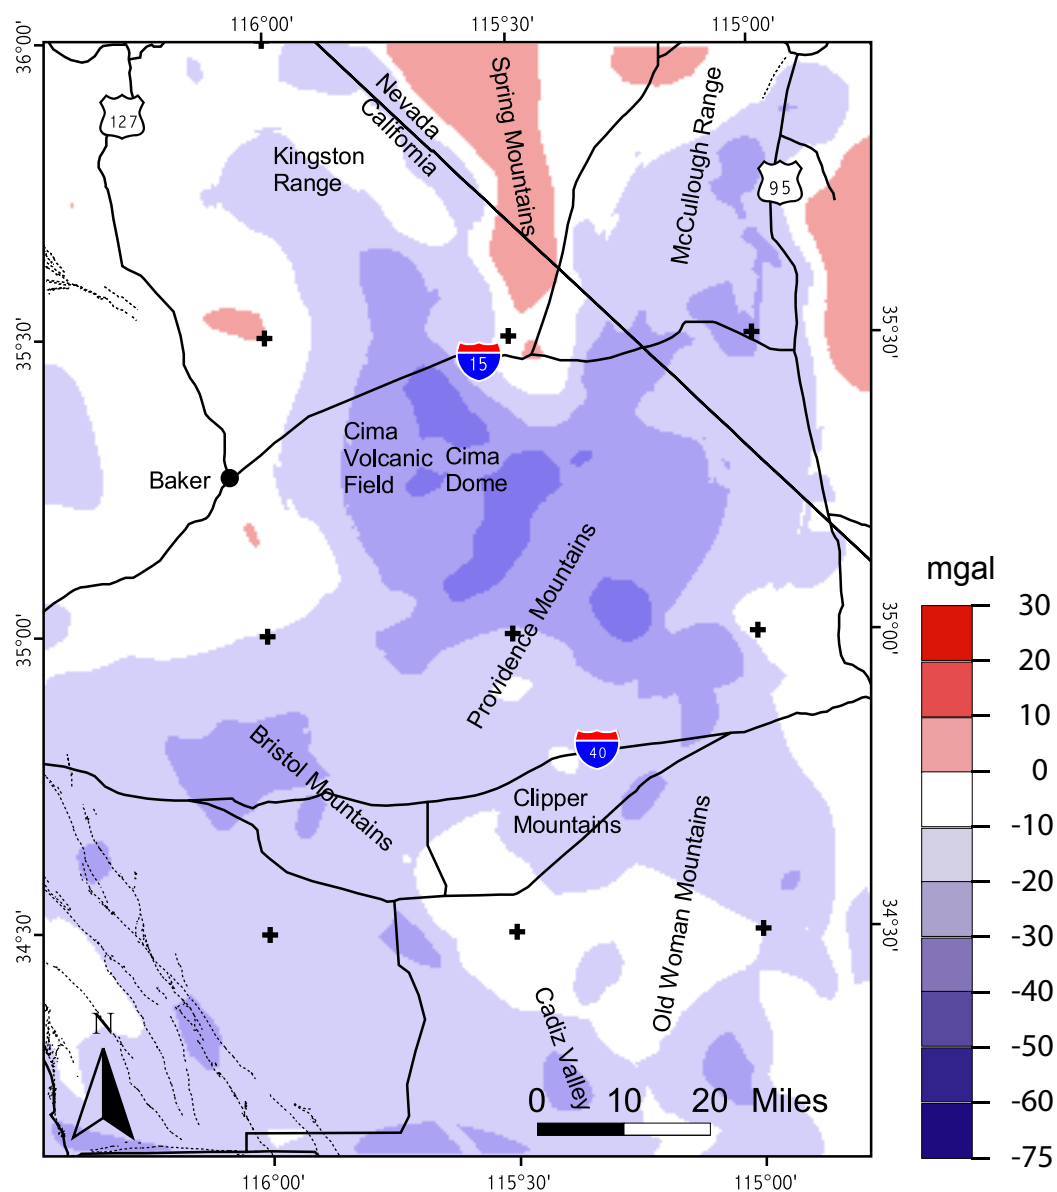 116°00'
115°30'
115°00'
36°00'
127
Nevada
California
Spring Mountains
McCullough Range
Kingston
Range
95
35°30'
35°30'
15
Cima
Volcanic
Field
Cima
Dome
Baker
Providence Mountains
mgal
30
20
10
0
-10
-20
-30
-40
-50
-60
-75
35°00'
35°00'
Bristol Mountains
40
Clipper
Mountains
Old Woman Mountains
34°30'
34°30'
Cadiz Valley
N
0 10 20 Miles
116°00'
115°30'
115°00'